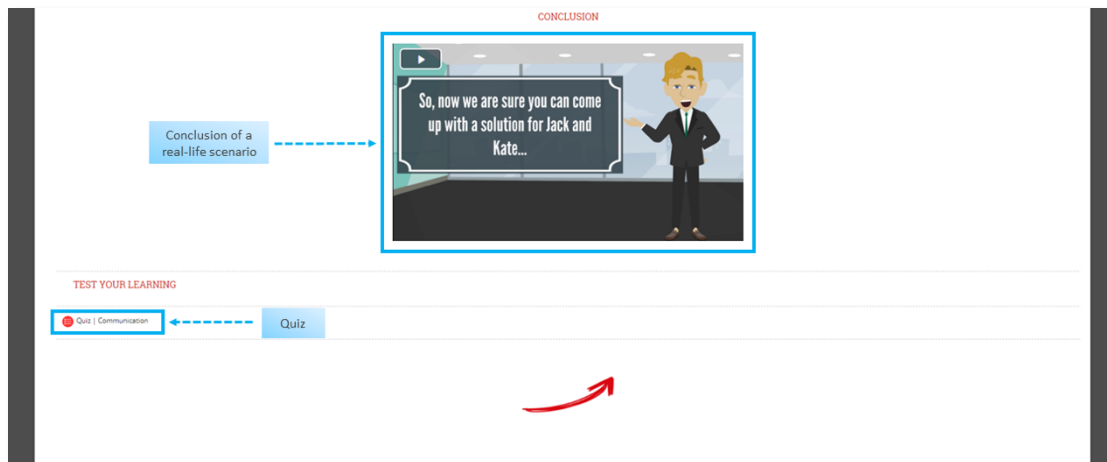 CONCLUSION
So, now we are sure you can come
up with a solution for Jack and
Kate...
Conclusion of a
real-life scenario
TEST YOUR LEARNING
Quiz | Communication
Quiz